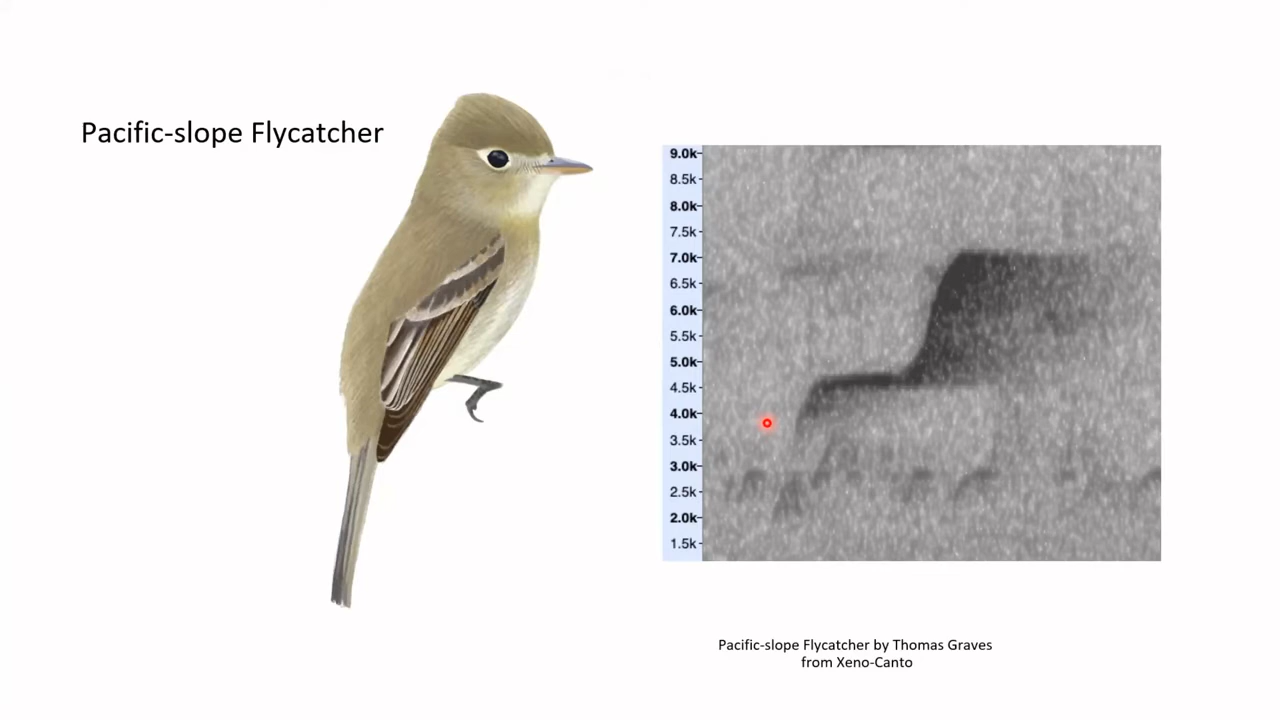 Pacific-slope Flycatcher
9.0k
8.5k
8.0k
7.5k
7.0k
6.5k
6.0k
5.5k
5.0k
4.5k
4.0k
3.5k
3.0k
2.5k
2.0k
1.5k
Pacific-slope Flycatcher by Thomas Graves
from Xeno-Canto